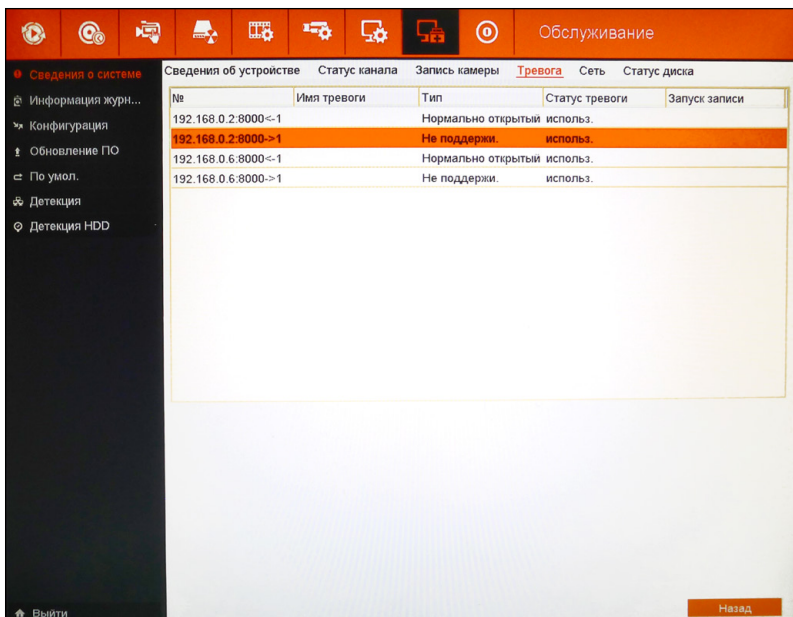 Обслуживание
Сведения о системе
Информация журн...
Конфигурация
Обновление ПО
По умол.
Детекция
Детекция HDD
Выйти
Сведения об устройстве Статус канала Запись камеры Тревога Сеть Статус диска
№ Имя тревоги Тип Статус тревоги Запуск записи
192.168.0.2:8000<-1 Нормально открытый использ.
192.168.0.2:8000->1 Не поддержи. использ.
192.168.0.6:8000<-1 Нормально открытый использ.
192.168.0.6:8000->1 Не поддержи. использ.
Назад